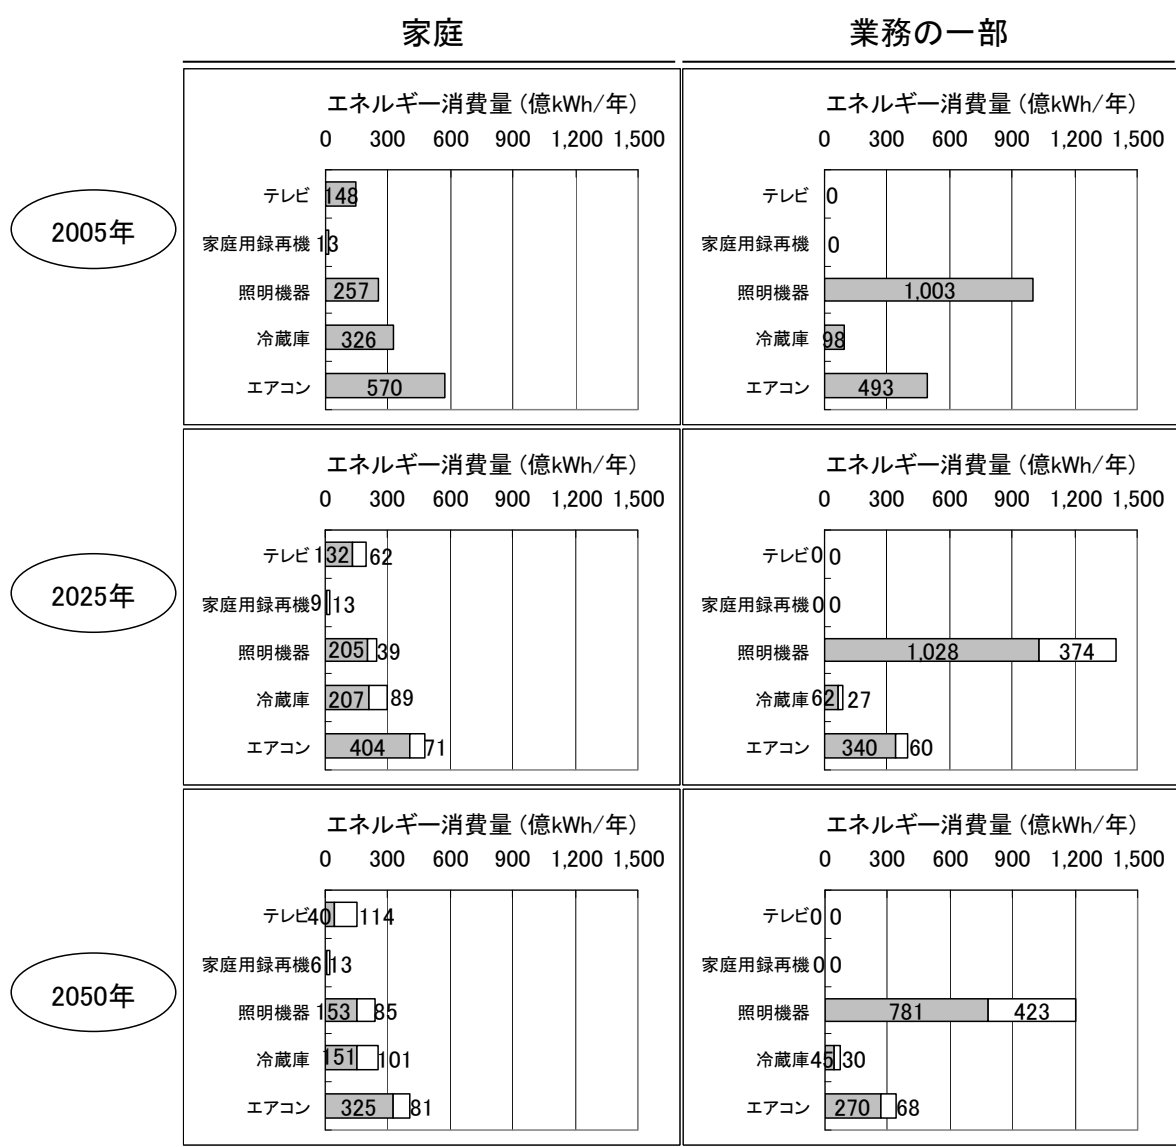 家庭
業務の一部
エネルギー消費量(億kWh/年)
0 300 600 900 1,200 1,500
2005年
テレビ 148
家庭用録再機 13
照明機器 257
冷蔵庫 326
エアコン 570
エネルギー消費量(億kWh/年)
0 300 600 900 1,200 1,500
テレビ 0
家庭用録再機 0
照明機器 1,003
冷蔵庫 98
エアコン 493
エネルギー消費量(億kWh/年)
0 300 600 900 1,200 1,500
2025年
テレビ 132 62
家庭用録再機 9 13
照明機器 205 39
冷蔵庫 207 89
エアコン 404 71
エネルギー消費量(億kWh/年)
0 300 600 900 1,200 1,500
テレビ 0 0
家庭用録再機 0 0
照明機器 1,028 374
冷蔵庫 62 27
エアコン 340 60
エネルギー消費量(億kWh/年)
0 300 600 900 1,200 1,500
2050年
テレビ 40 114
家庭用録再機 6 13
照明機器 153 85
冷蔵庫 151 101
エアコン 325 81
エネルギー消費量(億kWh/年)
0 300 600 900 1,200 1,500
テレビ 0 0
家庭用録再機 0 0
照明機器 781 423
冷蔵庫 45 30
エアコン 270 68